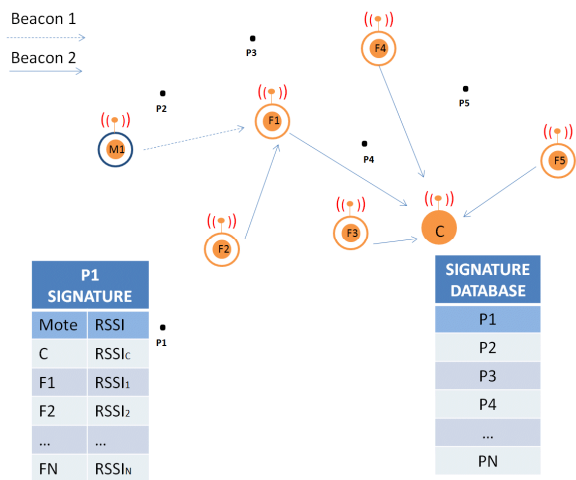 Beacon 1
Beacon 2
P3
F4
P2
P5
F1
M1
P4
F5
F2
F3
C
P1
SIGNATURE
Mote RSSI
C RSSIC
F1 RSSI1
F2 RSSI2
... ...
FN RSSIN
P1
SIGNATURE
DATABASE
P1
P2
P3
P4
...
PN